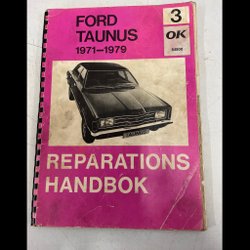 FORD
TAUNUS
1971—1979
3
OK
REPARATIONS
HANDBOK